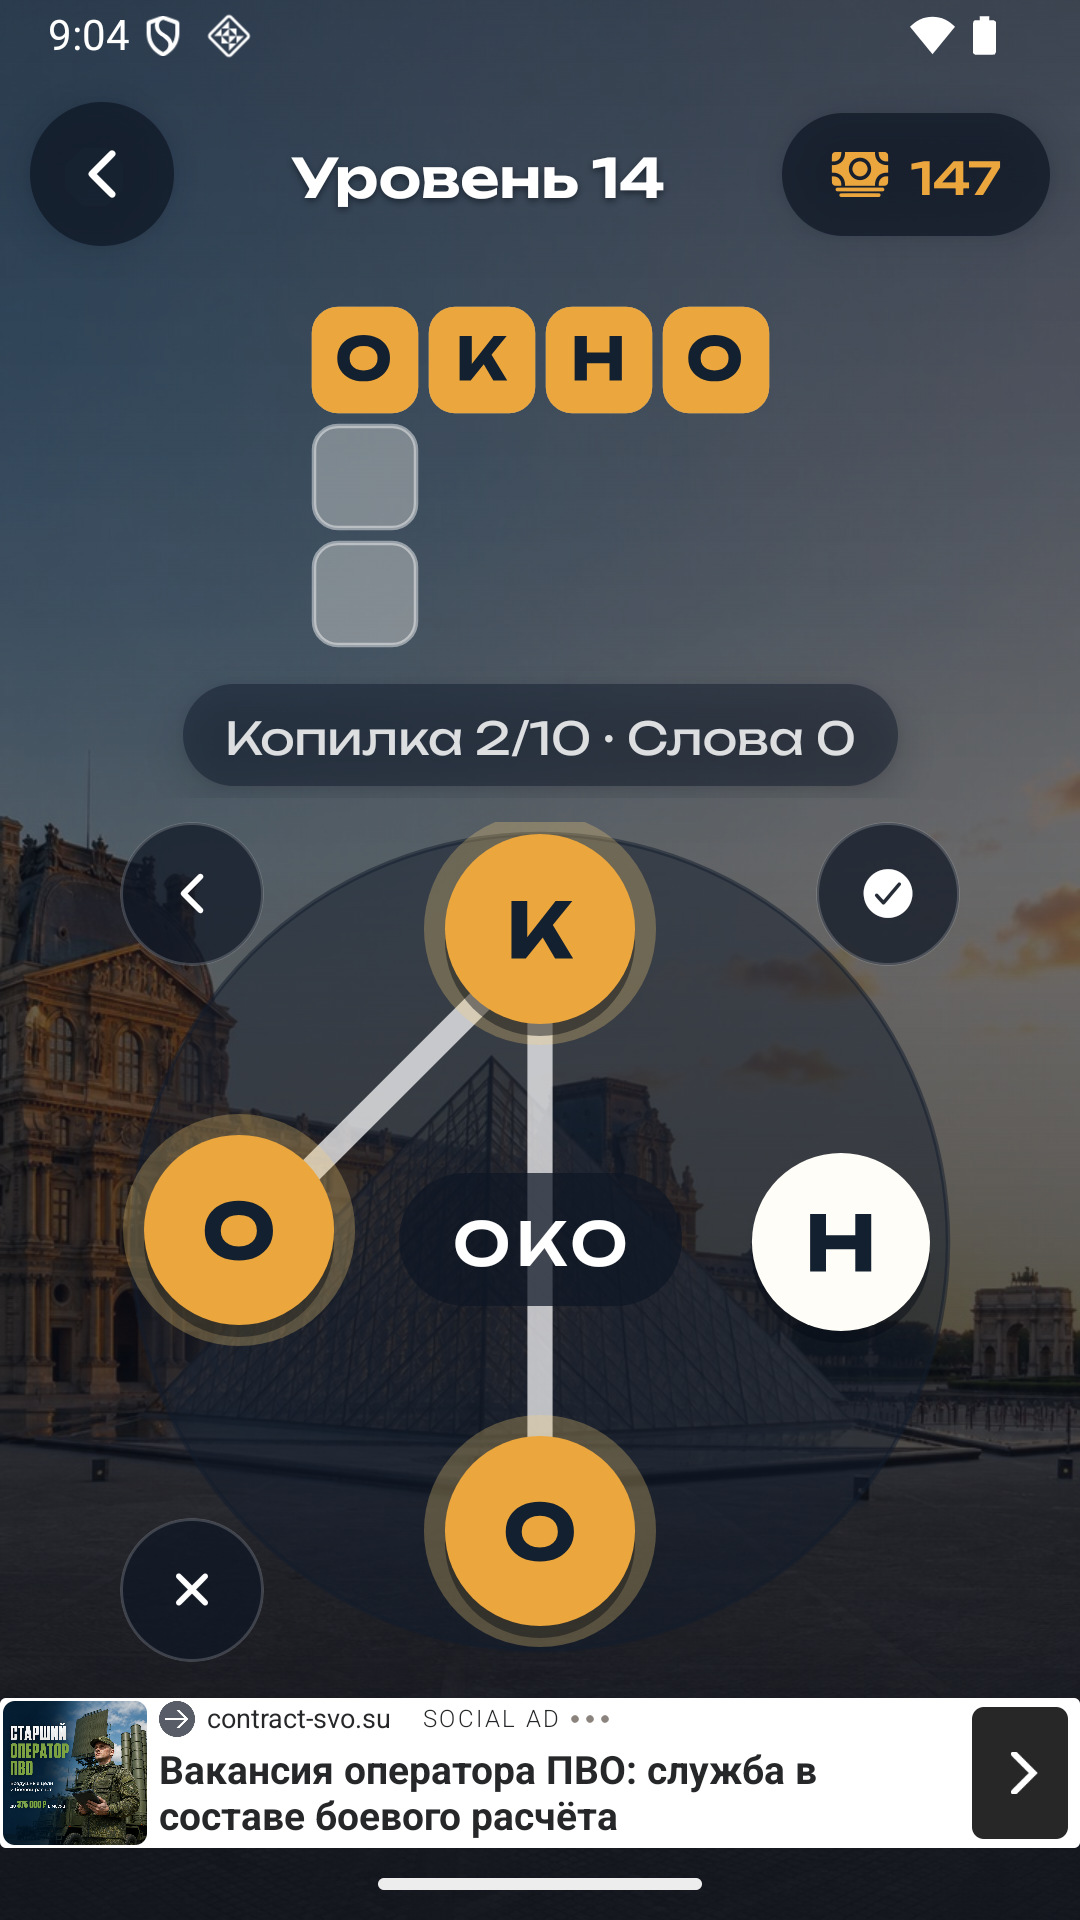 9:04
Уровень 14
147
О К Н О
Копилка 2/10 · Слова 0
К
О
ОКО
Н
О
СТАРШИЙ
ОПЕРАТОР
ПВО
contract-svo.su SOCIAL AD
Вакансия оператора ПВО: служба в
составе боевого расчёта